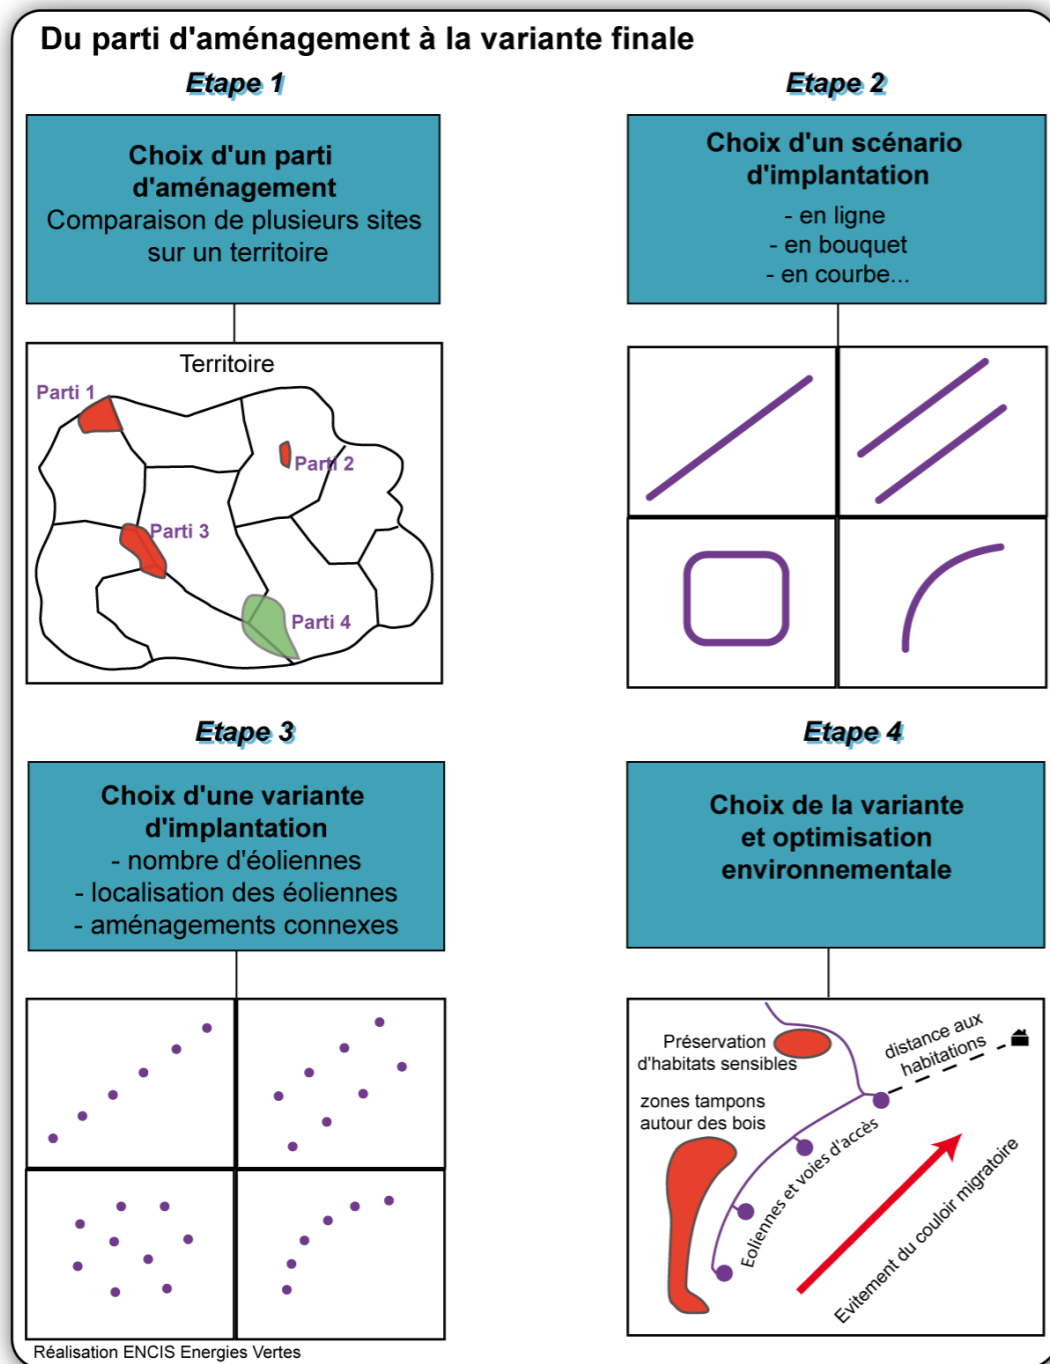 Du parti d'aménagement à la variante finale
Etape 1
Choix d'un parti
d'aménagement
Comparaison de plusieurs sites
sur un territoire
Territoire
Parti 1
Parti 2
Parti 3
Parti 4
Etape 2
Choix d'un scénario
d'implantation
- en ligne
- en bouquet
- en courbe...
Etape 3
Choix d'une variante
d'implantation
- nombre d'éoliennes
- localisation des éoliennes
- aménagements connexes
Etape 4
Choix de la variante
et optimisation
environnementale
Préservation
d'habitats sensibles
distance aux
habitations
zones tampons
autour des bois
Eoliennes et voies d'accès
Evitement du couloir migratoire
Réalisation ENCIS Energies Vertes